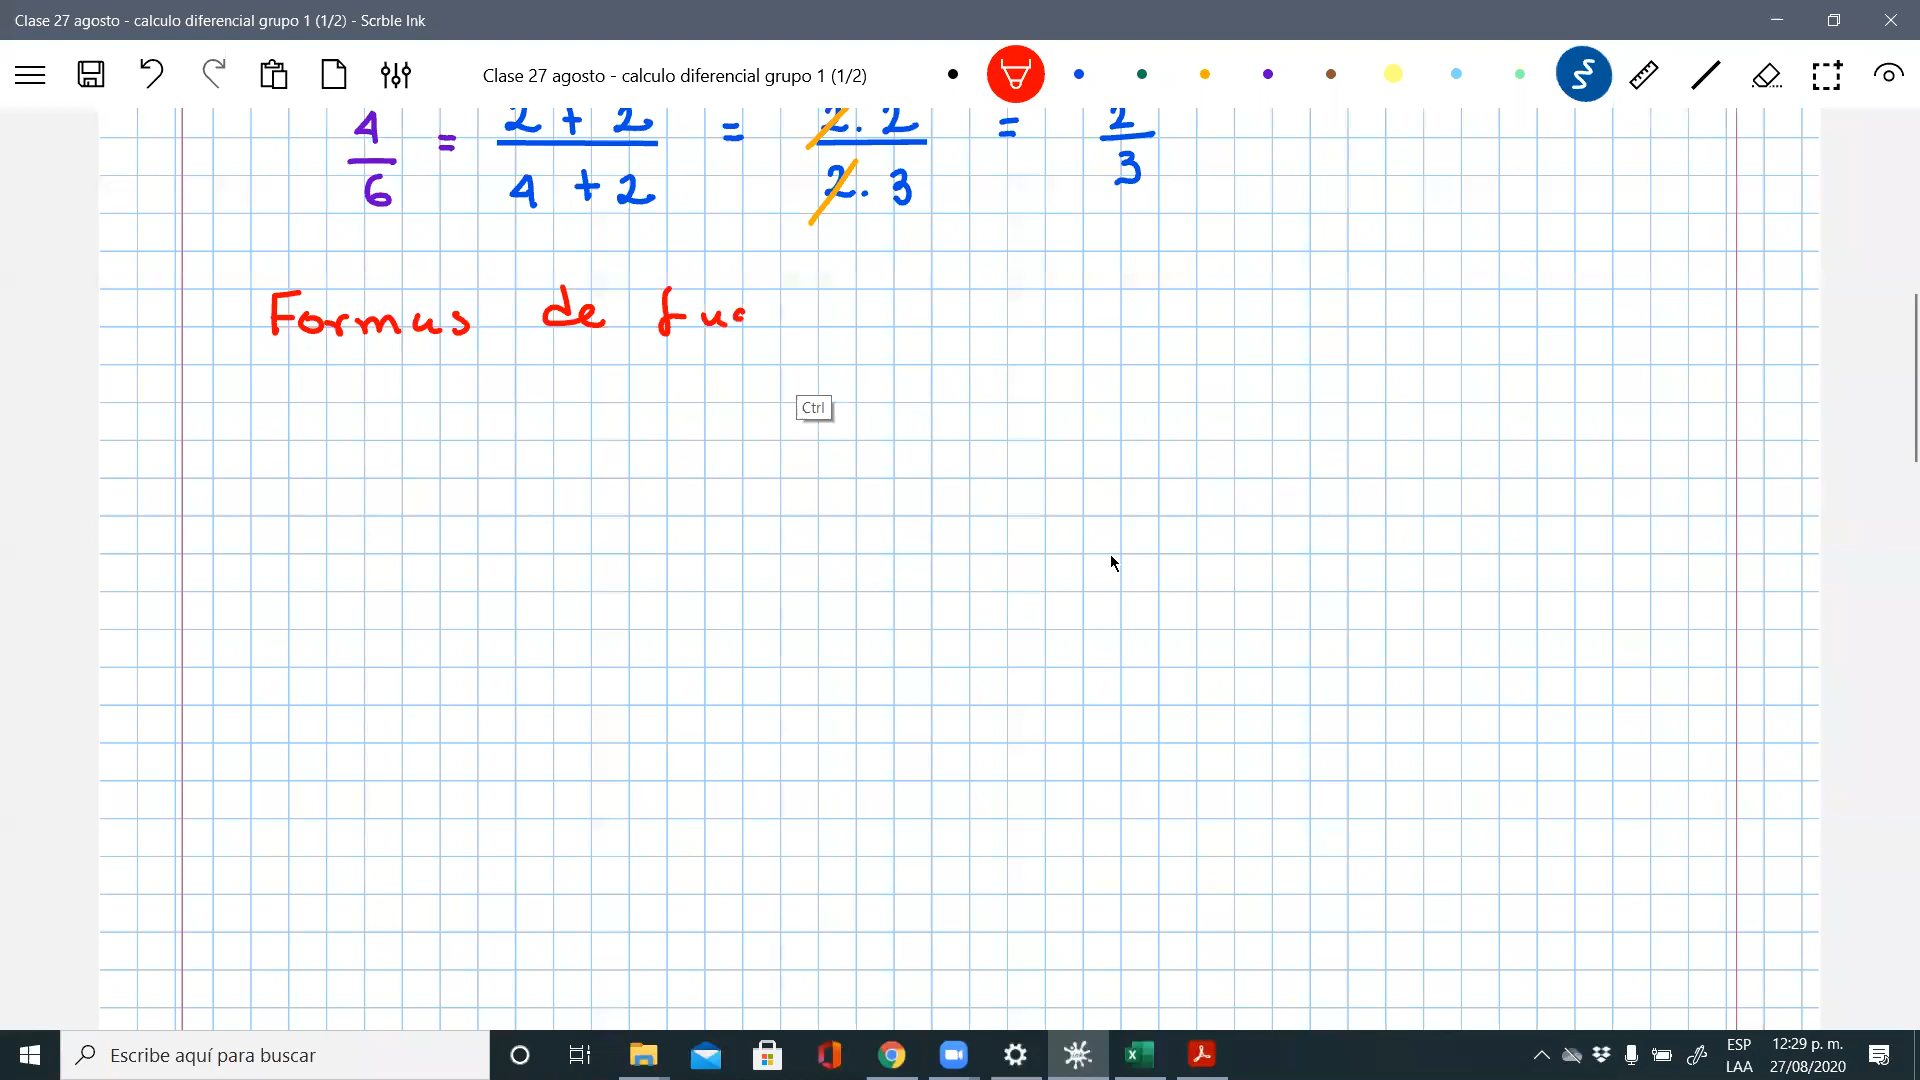 Clase 27 agosto - calculo diferencial grupo 1 (1/2) - Scrble Ink
Clase 27 agosto - calculo diferencial grupo 1 (1/2)
4/6 = 2 + 2/4 + 2 = 2 . 2/2 . 3 = 2/3
Formas de
Ctrl
Escribe aquí para buscar
ESP 12:29 p. m.
LAA 27/08/2020